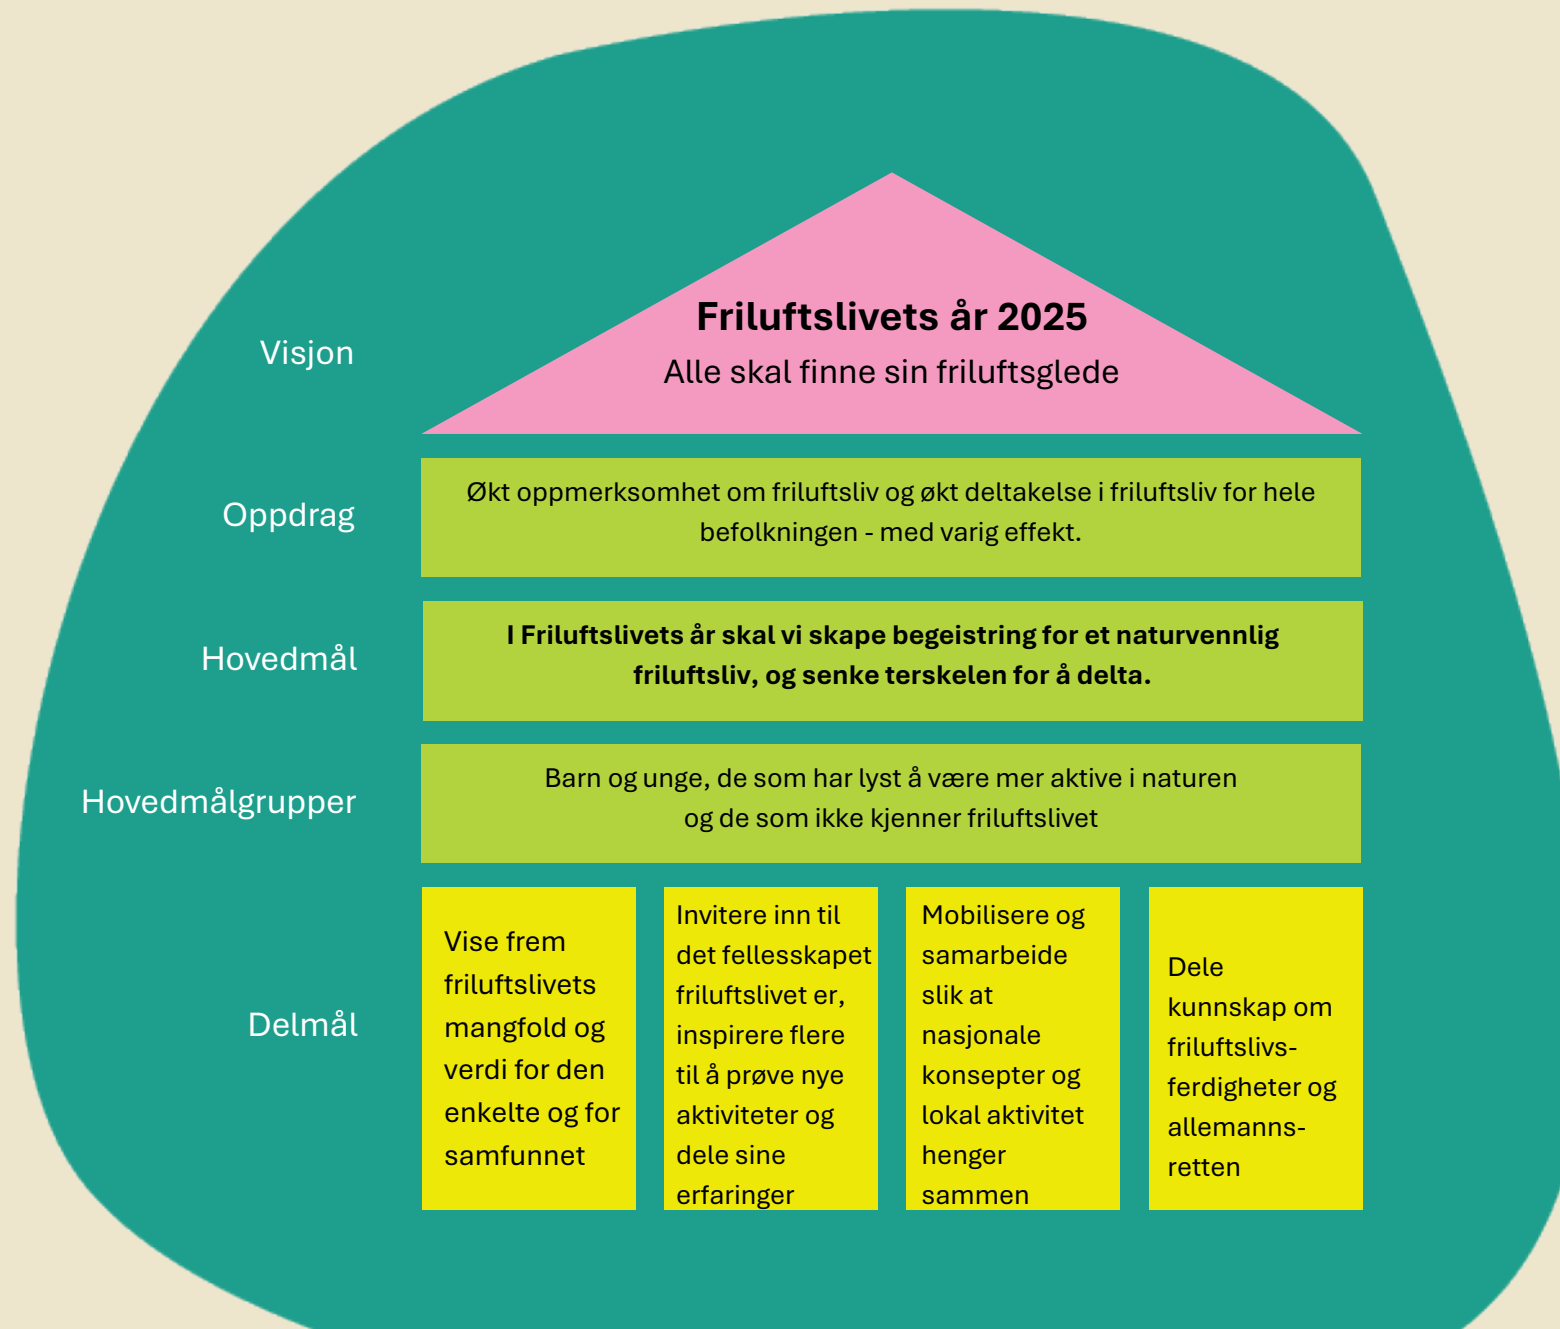 Friluftslivets år 2025
Visjon
Alle skal finne sin friluftsglede
Oppdrag
Økt oppmerksomhet om friluftsliv og økt deltakelse i friluftsliv for hele
befolkningen - med varig effekt.
Hovedmål
I Friluftslivets år skal vi skape begeistring for et naturvennlig
friluftsliv, og senke terskelen for å delta.
Hovedmålgrupper
Barn og unge, de som har lyst å være mer aktive i naturen
og de som ikke kjenner friluftslivet
Delmål
Vise frem
friluftslivets
mangfold og
verdi for den
enkelte og for
samfunnet
Invitere inn til
det fellesskapet
friluftslivet er,
inspirere flere
til å prøve nye
aktiviteter og
dele sine
erfaringer
Mobilisere og
samarbeide
slik at
nasjonale
konsepter og
lokal aktivitet
henger
sammen
Dele
kunnskap om
friluftslivs-
ferdigheter og
allemanns-
retten